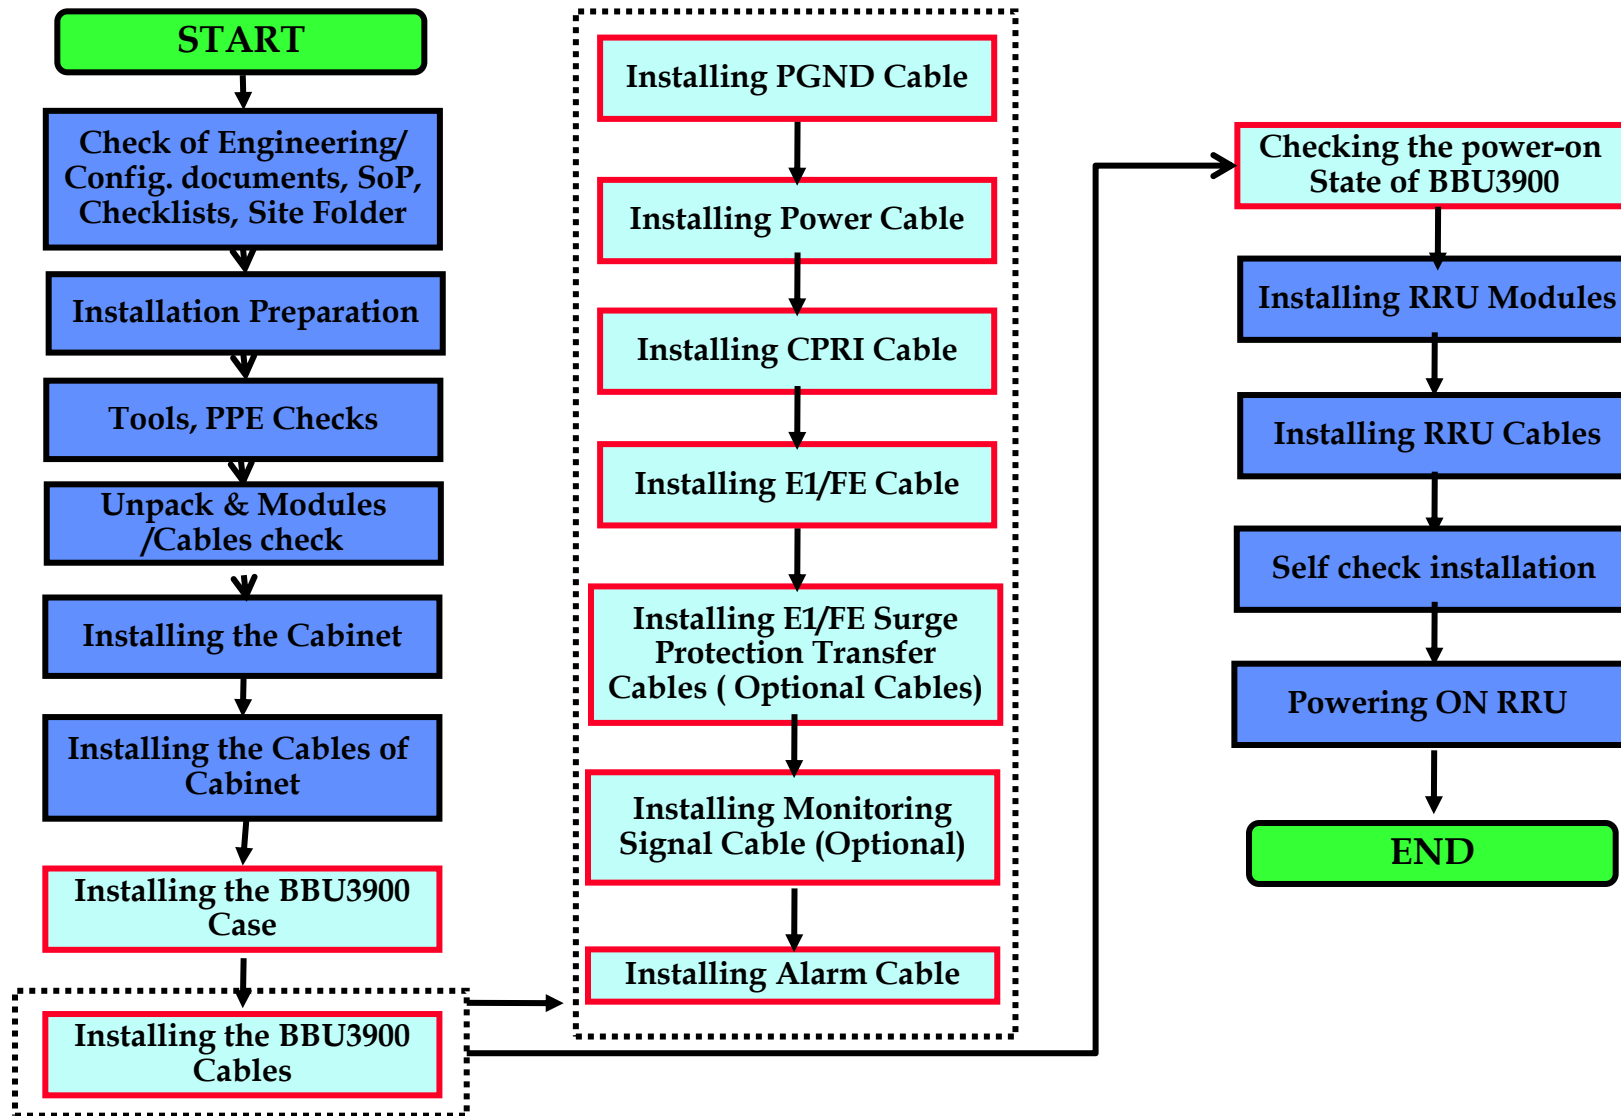 START
Check of Engineering/
Config. documents, SoP,
Checklists, Site Folder
Installation Preparation
Tools, PPE Checks
Unpack & Modules
/Cables check
Installing the Cabinet
Installing the Cables of
Cabinet
Installing the BBU3900
Case
Installing the BBU3900
Cables
Installing PGND Cable
Installing Power Cable
Installing CPRI Cable
Installing E1/FE Cable
Installing E1/FE Surge
Protection Transfer
Cables ( Optional Cables)
Installing Monitoring
Signal Cable (Optional)
Installing Alarm Cable
Checking the power-on
State of BBU3900
Installing RRU Modules
Installing RRU Cables
Self check installation
Powering ON RRU
END